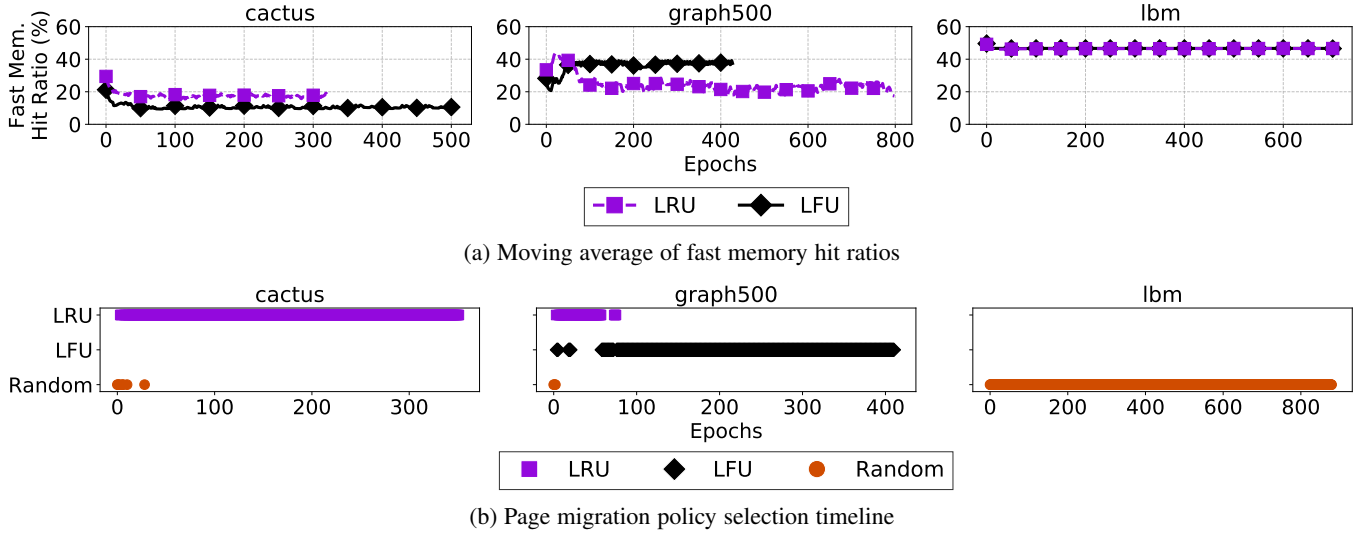 cactus graph500 lbm
Fast Mem.
Hit Ratio (%)
60 60 60
40 40 40
20 20 20
0 0 0
0 100 200 300 400 500 0 200 400 600 800 0 200 400 600
Epochs
LRU LFU
(a) Moving average of fast memory hit ratios
cactus graph500 lbm
LRU
LFU
Random
0 100 200 300 0 100 200 300 400 0 200 400 600 800
Epochs
LRU LFU Random
(b) Page migration policy selection timeline